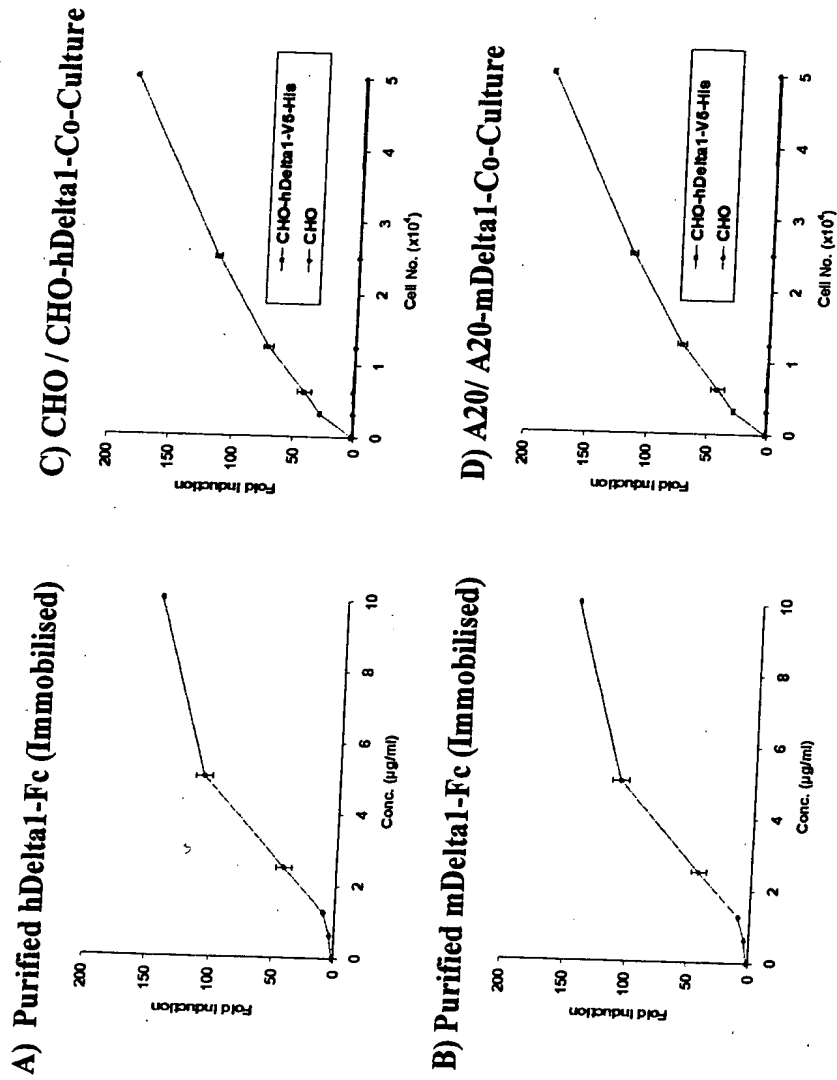 A) Purified hDelta1-Fc (Immobilised)
Fold Induction
200
150
100
50
0
0 2 4 6 8 10
Conc. (µg/ml)
B) Purified mDelta1-Fc (Immobilised)
Fold Induction
200
150
100
50
0
0 2 4 6 8 10
Conc. (µg/ml)
C) CHO / CHO-hDelta1-Co-Culture
Fold Induction
200
150
100
50
0
CHO-hDelta1-V5-His
CHO
0 1 2 3 4 5
Cell No. (x10⁴)
D) A20/ A20-mDelta1-Co-Culture
Fold Induction
200
150
100
50
0
CHO-hDelta1-V5-His
CHO
0 1 2 3 4 5
Cell No. (x10⁴)